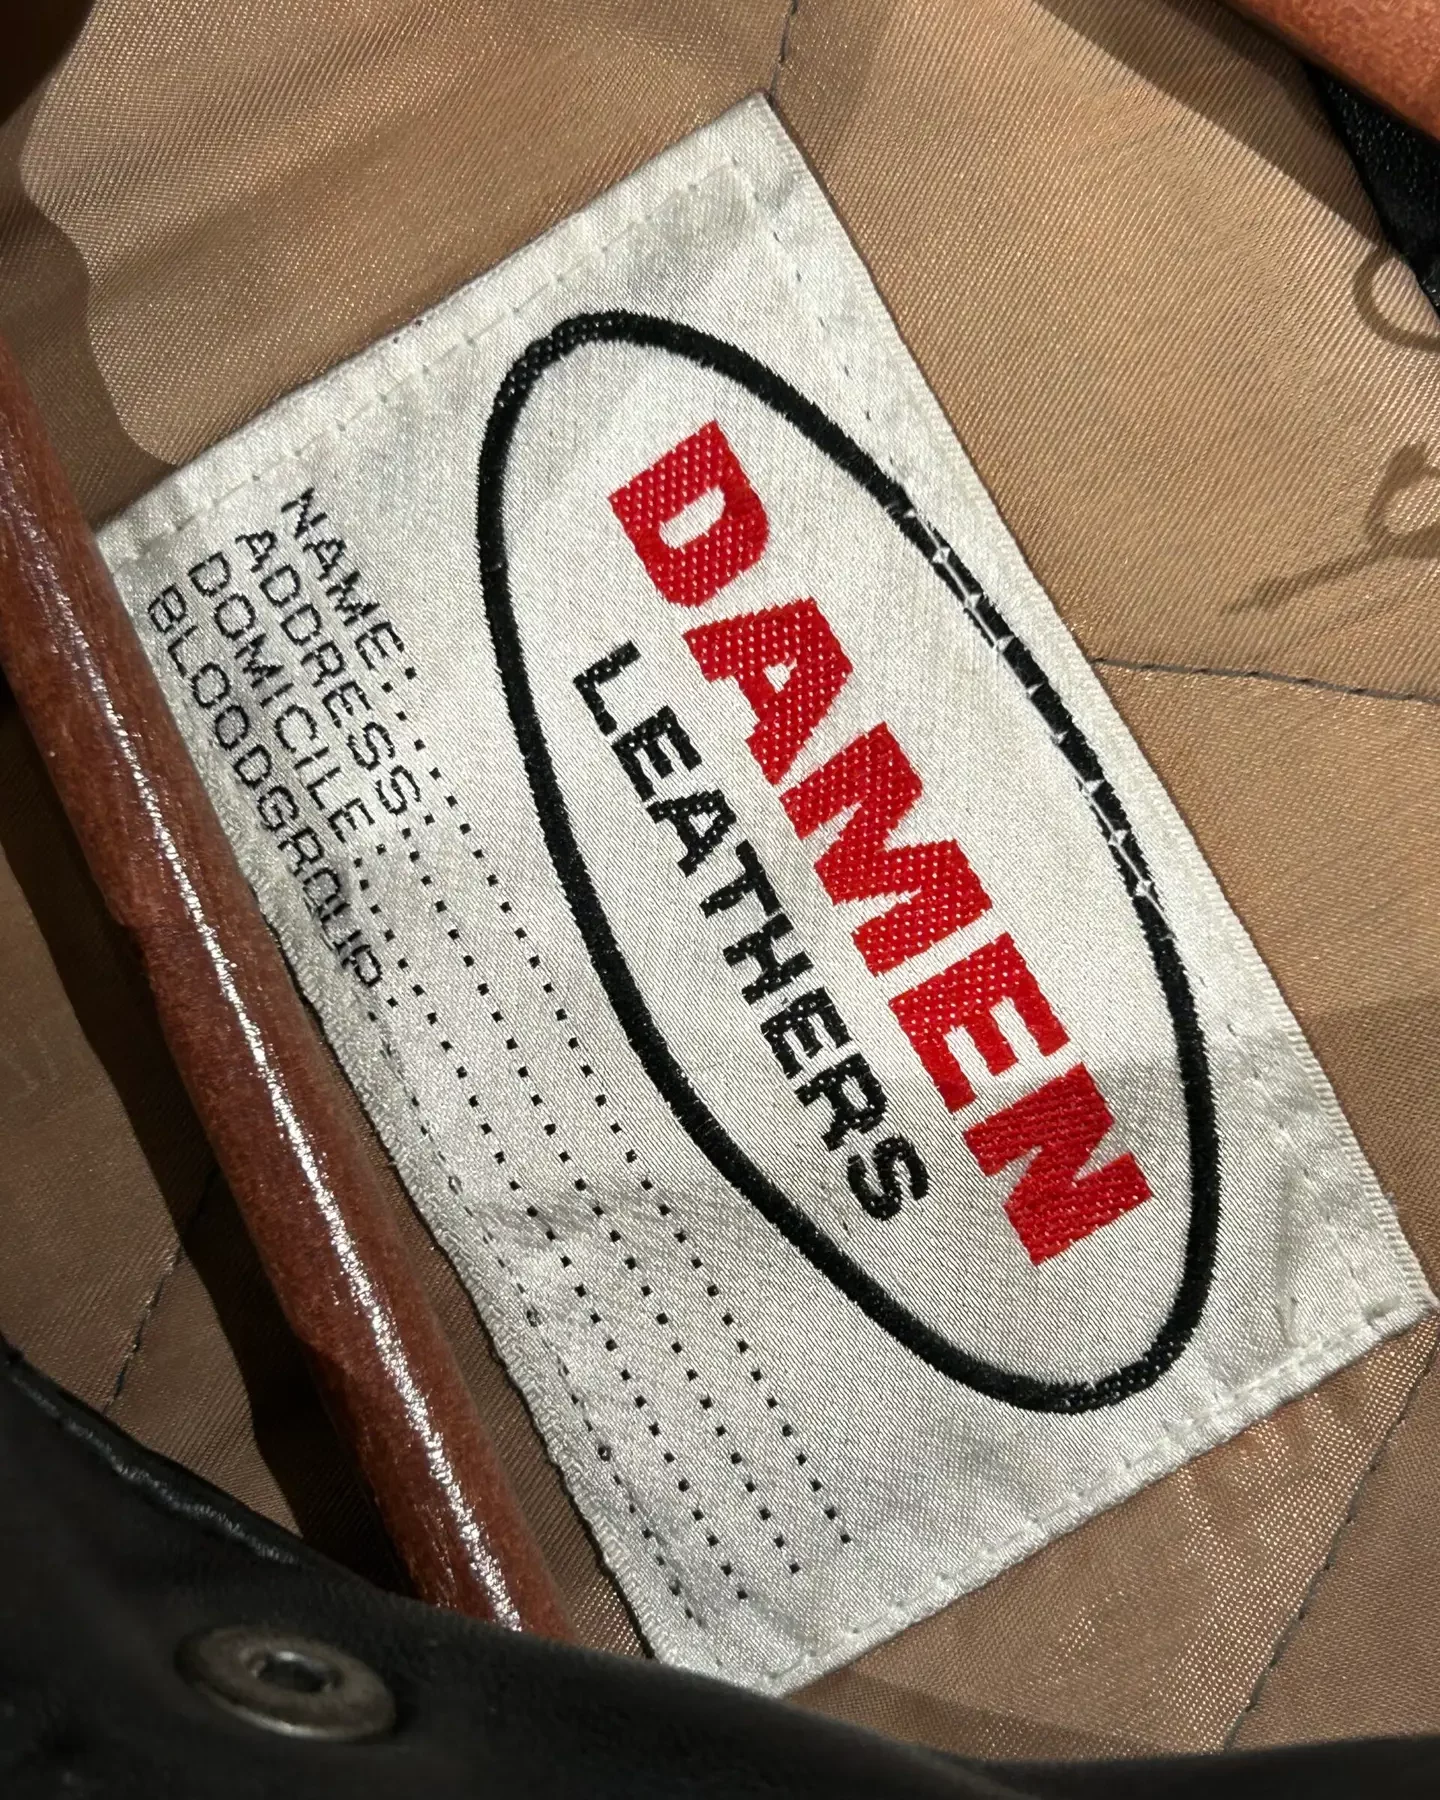 DAMEN
LEATHERS
NAME:
ADDRESS:
DOMICILE:
BLOODGROUP: